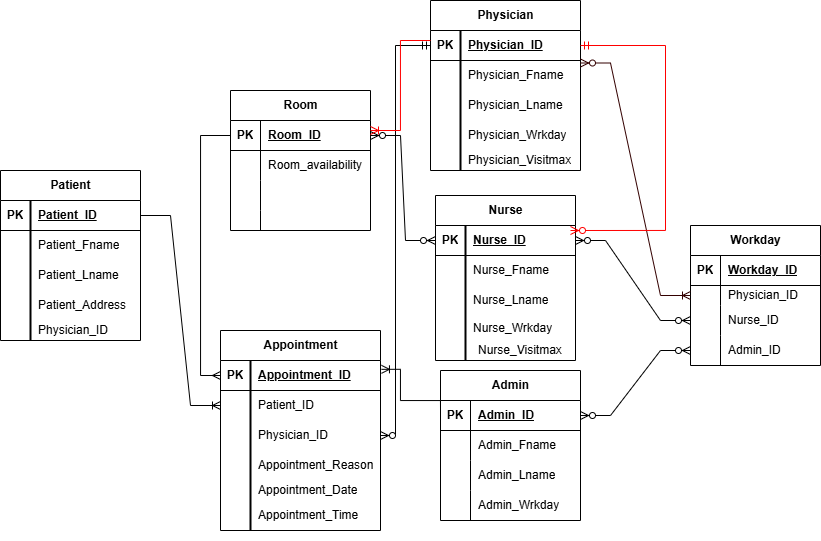 Physician
PK Physician_ID
Physician_Fname
Physician_Lname
Physician_Wrkday
Physician_Visitmax
Room
PK Room_ID
Room_availability
Patient
PK Patient_ID
Patient_Fname
Patient_Lname
Patient_Address
Physician_ID
Nurse
PK Nurse_ID
Nurse_Fname
Nurse_Lname
Nurse_Wrkday
Nurse_Visitmax
Workday
PK Workday_ID
Physician_ID
Nurse_ID
Admin_ID
Appointment
PK Appointment_ID
Patient_ID
Physician_ID
Appointment_Reason
Appointment_Date
Appointment_Time
Admin
PK Admin_ID
Admin_Fname
Admin_Lname
Admin_Wrkday